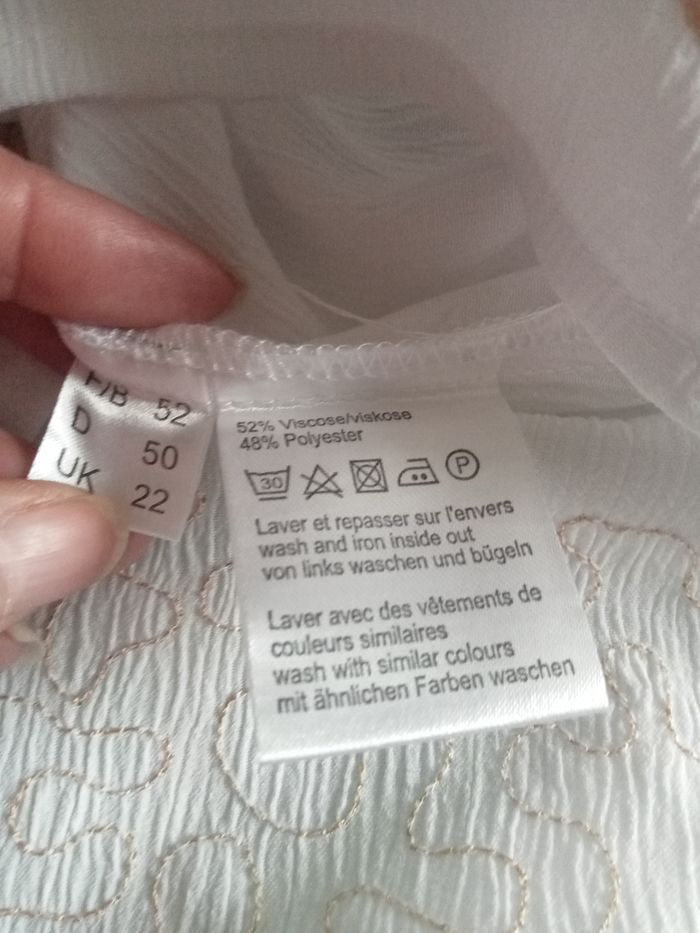 F/B 52
D 50
UK 22
52% Viscose/viskose
48% Polyester
30 P
Laver et repasser sur l'envers
wash and iron inside out
von links waschen und bügeln
Laver avec des vêtements de
couleurs similaires
wash with similar colours
mit ähnlichen Farben waschen